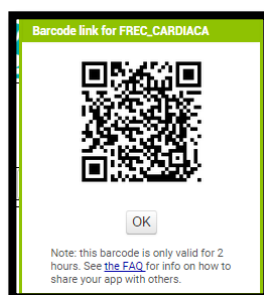 Barcode link for FREC_CARDIACA
OK
Note: this barcode is only valid for 2
hours. See the FAQ for info on how to
share your app with others.